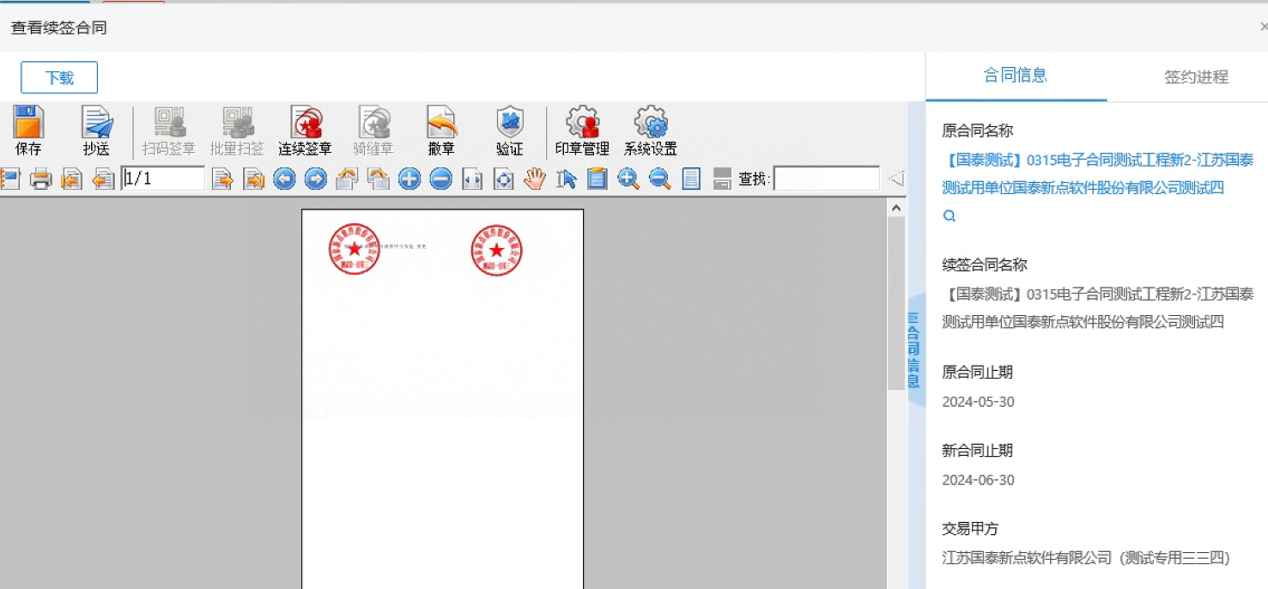 查看续签合同
下载
合同信息
签约进程
保存
抄送
扫码签章
批量扫签
连续签章
骑缝章
撤章
验证
印章管理
系统设置
1/1
查找:
原合同名称
【国泰测试】0315电子合同测试工程新2-江苏国泰
测试用单位国泰新点软件股份有限公司测试四
续签合同名称
【国泰测试】0315电子合同测试工程新2-江苏国泰
测试用单位国泰新点软件股份有限公司测试四
原合同止期
2024-05-30
新合同止期
2024-06-30
交易甲方
江苏国泰新点软件有限公司（测试专用三三四）
合同信息